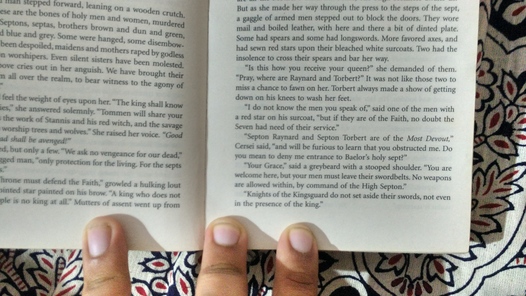 man stepped forward, leaning on a wooden crutch,
ese are the bones of holy men and women, murdered
Septons, septas, brothers brown and dun and green,
d blue and grey. Some were hanged, some disembow-
been despoiled, maidens and mothers raped by godless
n worshipers. Even silent sisters have been molested.
ove cries out in her anguish. We have brought their
m all over the realm, to bear witness to the agony of
feel the weight of eyes upon her. "The king shall know
ies," she answered solemnly. "Tommen will share your
s the work of Stannis and his red witch, and the savage
worship trees and wolves." She raised her voice. "Good
ad shall be avenged!"
d, but only a few. "We ask no vengeance for our dead,"
gged man, "only protection for the living. For the septs
hrone must defend the Faith," growled a hulking lout
inted star painted on his brow. "A king who does not
ple is no king at all." Mutters of assent went up from
But as she made her way through the press to the steps of the sept,
a gaggle of armed men stepped out to block the doors. They wore
mail and boiled leather, with here and there a bit of dinted plate.
Some had spears and some had longswords. More favored axes, and
had sewn red stars upon their bleached white surcoats. Two had the
insolence to cross their spears and bar her way.
"Is this how you receive your queen?" she demanded of them.
"Pray, where are Raynard and Torbert?" It was not like those two to
miss a chance to fawn on her. Torbert always made a show of getting
down on his knees to wash her feet.
"I do not know the men you speak of," said one of the men with
a red star on his surcoat, "but if they are of the Faith, no doubt the
Seven had need of their service."
"Septon Raynard and Septon Torbert are of the Most Devout,"
Cersei said, "and will be furious to learn that you obstructed me. Do
you mean to deny me entrance to Baelor's holy sept?"
"Your Grace," said a greybeard with a stooped shoulder. "You are
welcome here, but your men must leave their swordbelts. No weapons
are allowed within, by command of the High Septon."
"Knights of the Kingsguard do not set aside their swords, not even
in the presence of the king."